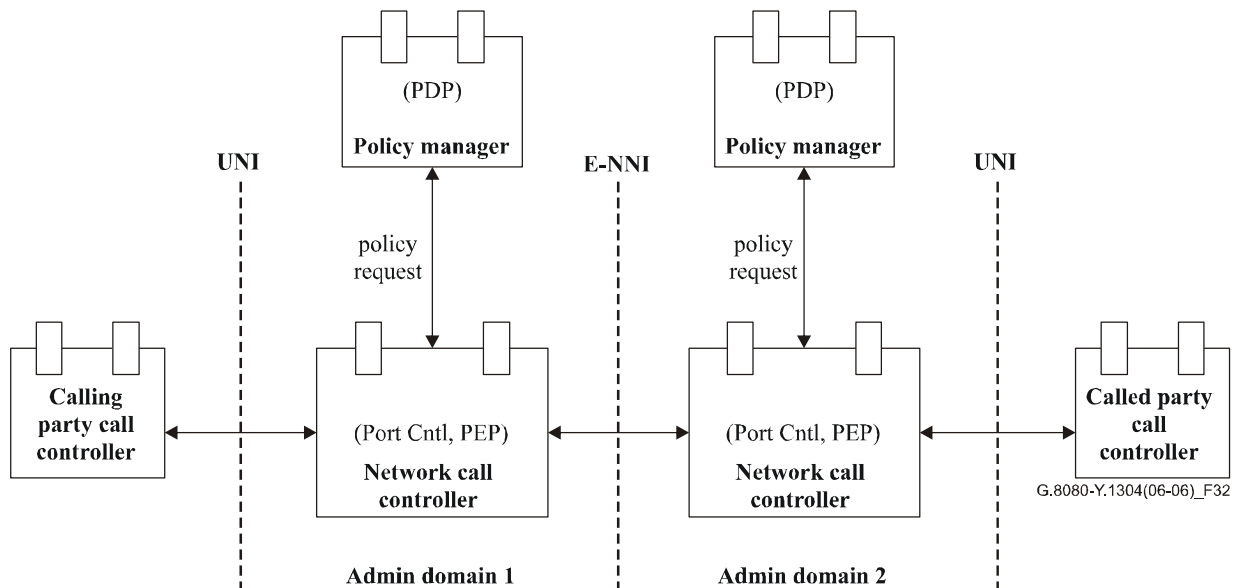 (PDP)
Policy manager
(PDP)
Policy manager
UNI
E-NNI
UNI
policy
request
policy
request
Calling
party call
controller
(Port Cntl, PEP)
Network call
controller
(Port Cntl, PEP)
Network call
controller
Called party
call
controller
G.8080-Y.1304(06-06)_F32
Admin domain 1
Admin domain 2